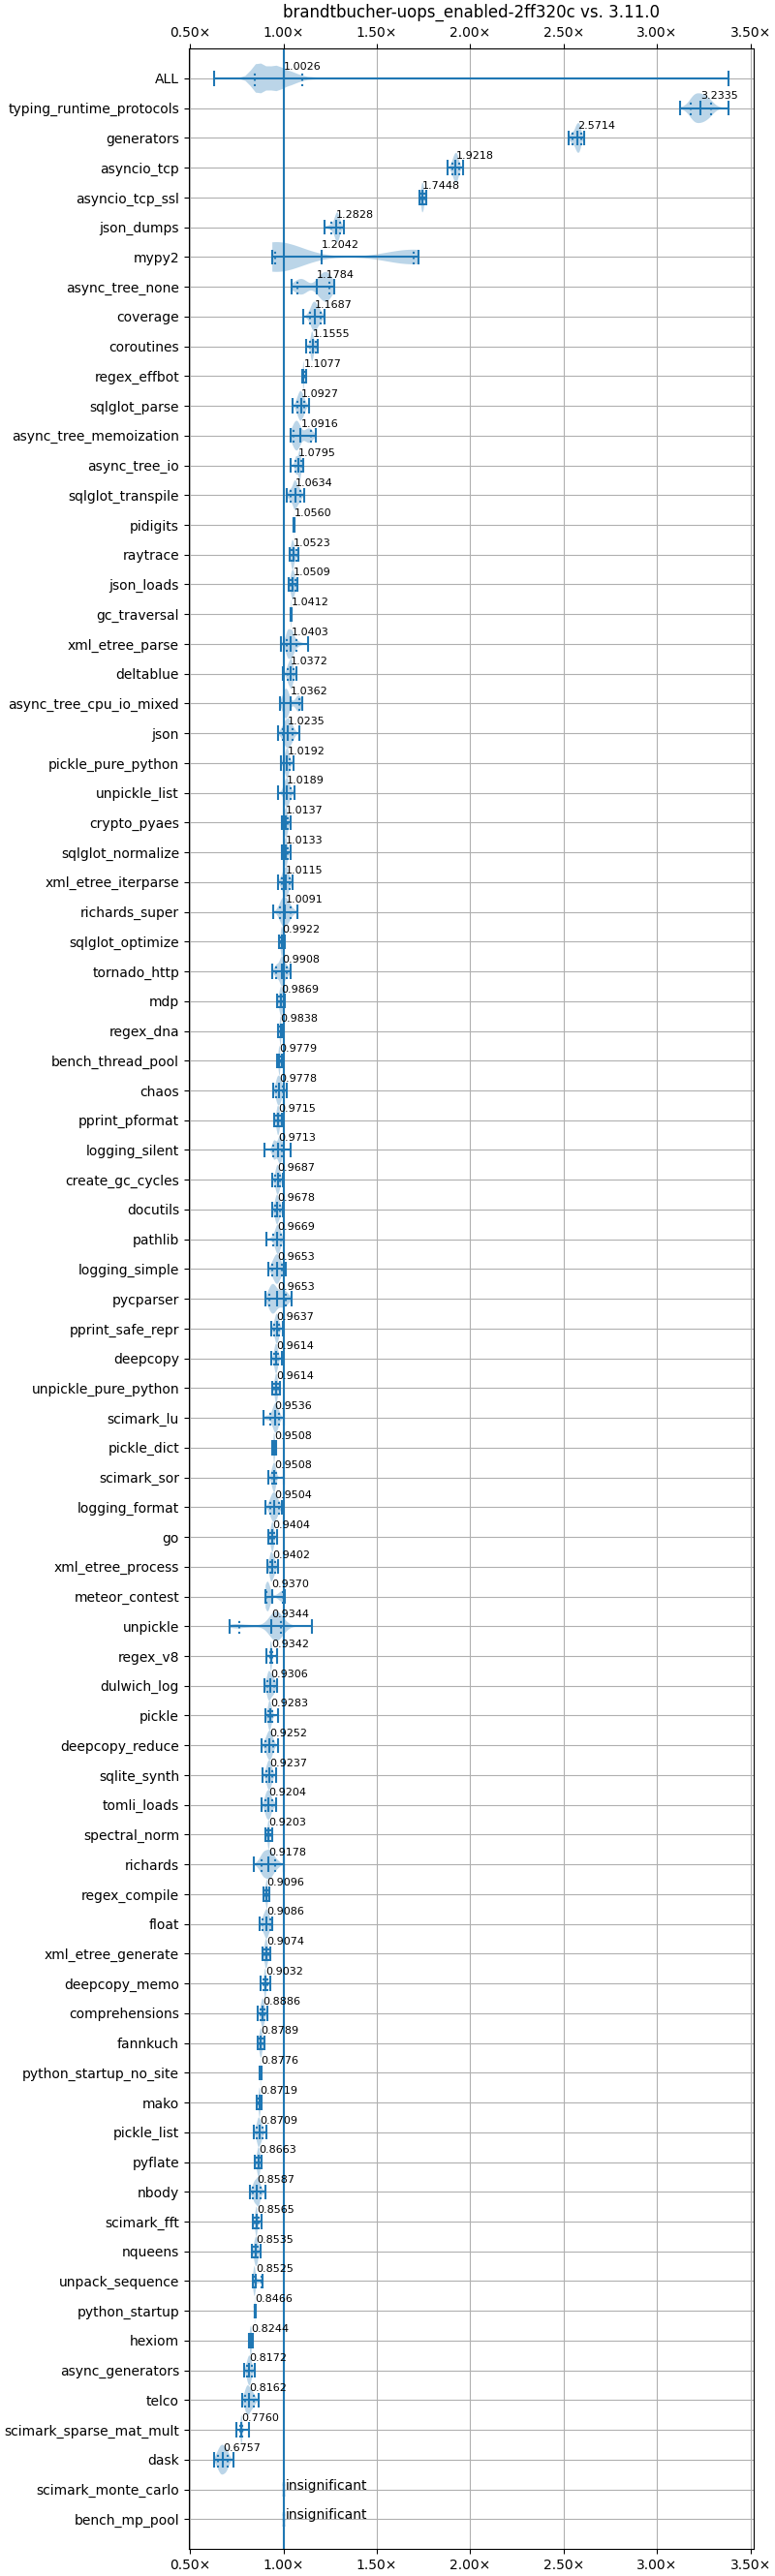 brandtbucher-uops_enabled-2ff320c vs. 3.11.0
0.50× 1.00× 1.50× 2.00× 2.50× 3.00× 3.50×
ALL 1.0026
typing_runtime_protocols 3.2335
generators 2.5714
asyncio_tcp 1.9218
asyncio_tcp_ssl 1.7448
json_dumps 1.2828
mypy2 1.2042
async_tree_none 1.1784
coverage 1.1687
coroutines 1.1555
regex_effbot 1.1077
sqlglot_parse 1.0927
async_tree_memoization 1.0916
async_tree_io 1.0795
sqlglot_transpile 1.0634
pidigits 1.0560
raytrace 1.0523
json_loads 1.0509
gc_traversal 1.0412
xml_etree_parse 1.0403
deltablue 1.0372
async_tree_cpu_io_mixed 1.0362
json 1.0235
pickle_pure_python 1.0192
unpickle_list 1.0189
crypto_pyaes 1.0137
sqlglot_normalize 1.0133
xml_etree_iterparse 1.0115
richards_super 1.0091
sqlglot_optimize 0.9922
tornado_http 0.9908
mdp 0.9869
regex_dna 0.9838
bench_thread_pool 0.9779
chaos 0.9778
pprint_pformat 0.9715
logging_silent 0.9713
create_gc_cycles 0.9687
docutils 0.9678
pathlib 0.9669
logging_simple 0.9653
pycparser 0.9653
pprint_safe_repr 0.9637
deepcopy 0.9614
unpickle_pure_python 0.9614
scimark_lu 0.9536
pickle_dict 0.9508
scimark_sor 0.9508
logging_format 0.9504
go 0.9404
xml_etree_process 0.9402
meteor_contest 0.9370
unpickle 0.9344
regex_v8 0.9342
dulwich_log 0.9306
pickle 0.9283
deepcopy_reduce 0.9252
sqlite_synth 0.9237
tomli_loads 0.9204
spectral_norm 0.9203
richards 0.9178
regex_compile 0.9096
float 0.9086
xml_etree_generate 0.9074
deepcopy_memo 0.9032
comprehensions 0.8886
fannkuch 0.8789
python_startup_no_site 0.8776
mako 0.8719
pickle_list 0.8709
pyflate 0.8663
nbody 0.8587
scimark_fft 0.8565
nqueens 0.8535
unpack_sequence 0.8525
python_startup 0.8466
hexiom 0.8244
async_generators 0.8172
telco 0.8162
scimark_sparse_mat_mult 0.7760
dask 0.6757
scimark_monte_carlo insignificant
bench_mp_pool insignificant
0.50× 1.00× 1.50× 2.00× 2.50× 3.00× 3.50×